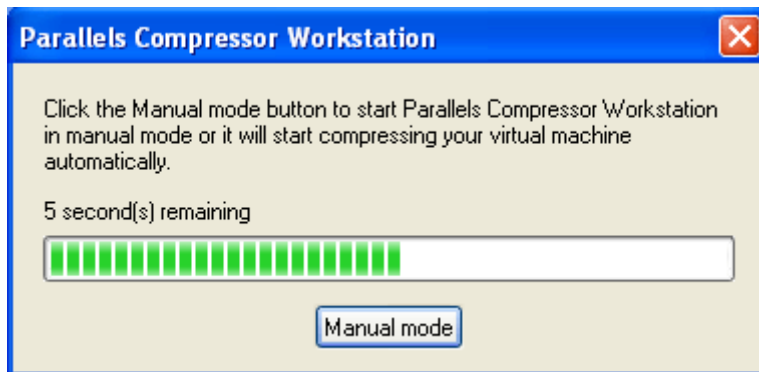 Parallels Compressor Workstation
Click the Manual mode button to start Parallels Compressor Workstation
in manual mode or it will start compressing your virtual machine
automatically.
5 second(s) remaining
Manual mode